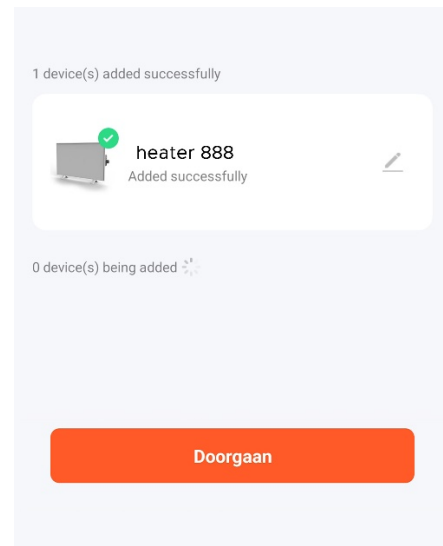 1 device(s) added successfully
heater 888
Added successfully
0 device(s) being added
Doorgaan